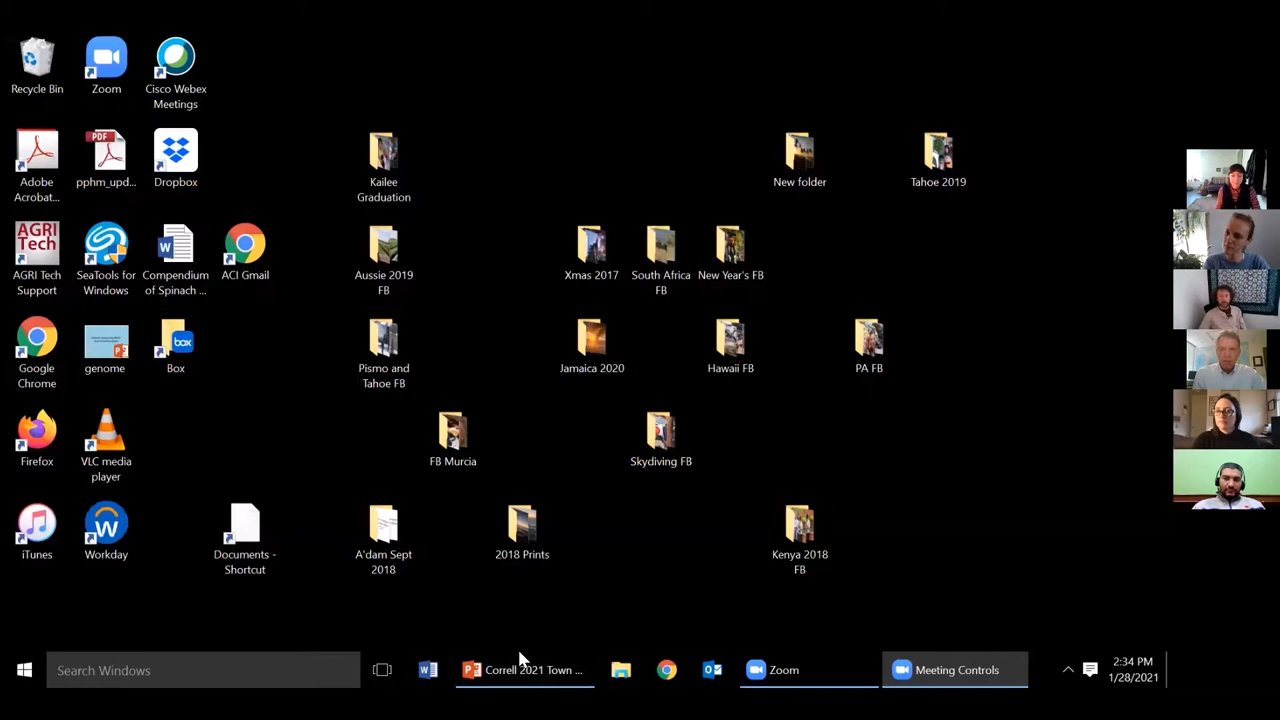 Recycle Bin
Zoom
Cisco Webex
Meetings
Adobe
Acrobat...
PDF
pphm_upd...
Dropbox
Kailee
Graduation
New folder
Tahoe 2019
AGRI
Tech
AGRI Tech
Support
SeaTools for
Windows
Compendium
of Spinach ...
ACI Gmail
Aussie 2019
FB
Xmas 2017
South Africa
FB
New Year's FB
Google
Chrome
genome
box
Box
Pismo and
Tahoe FB
Jamaica 2020
Hawaii FB
PA FB
Firefox
VLC media
player
FB Murcia
Skydiving FB
iTunes
Workday
Documents -
Shortcut
A'dam Sept
2018
2018 Prints
Kenya 2018
FB
Search Windows
Correll 2021 Town ...
Zoom
Meeting Controls
2:34 PM
1/28/2021